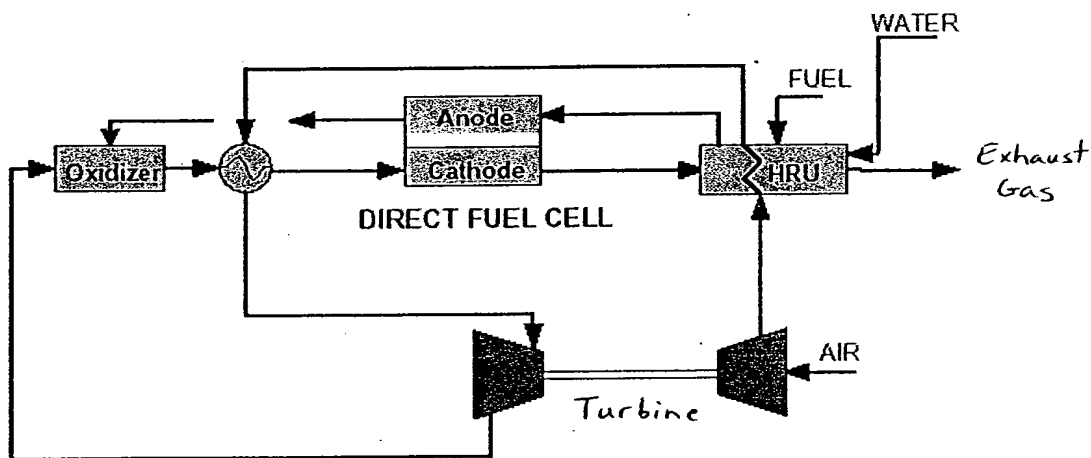 WATER
FUEL
Anode
Oxidizer
Cathode
HRU
Exhaust
Gas
DIRECT FUEL CELL
AIR
Turbine